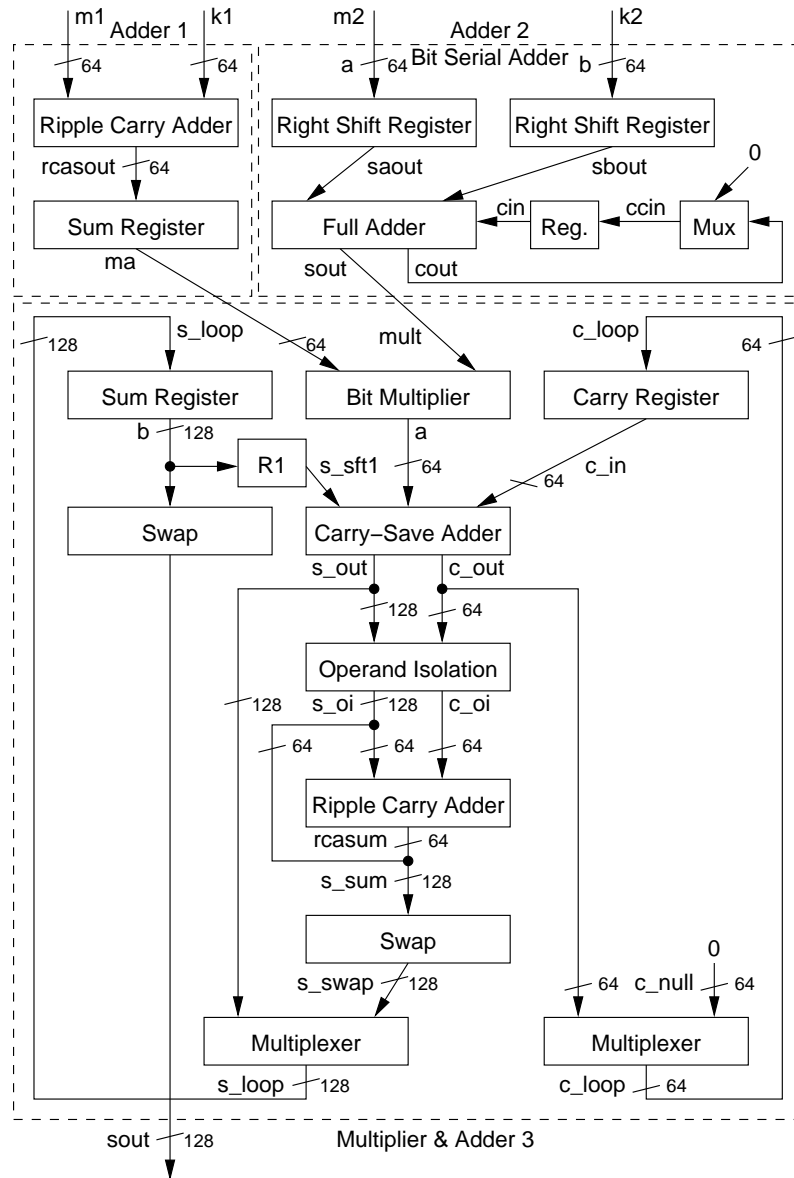 m1 k1 m2 k2
Adder 1 Adder 2
Bit Serial Adder
64 64 a 64 b 64
Ripple Carry Adder Right Shift Register Right Shift Register
rcasout 64 saout sbout 0
Sum Register Full Adder cin Reg. ccin Mux
ma sout cout
128 s_loop 64 mult c_loop 64
Sum Register Bit Multiplier Carry Register
b 128 a
R1 s_sft1 64 c_in
64
Swap Carry–Save Adder
s_out c_out
128 64
Operand Isolation
128 s_oi 128 c_oi
64 64 64
Ripple Carry Adder
rcasum 64
s_sum 128
Swap
0
s_swap 128 64 c_null 64
Multiplexer Multiplexer
s_loop 128 c_loop 64
sout 128 Multiplier & Adder 3